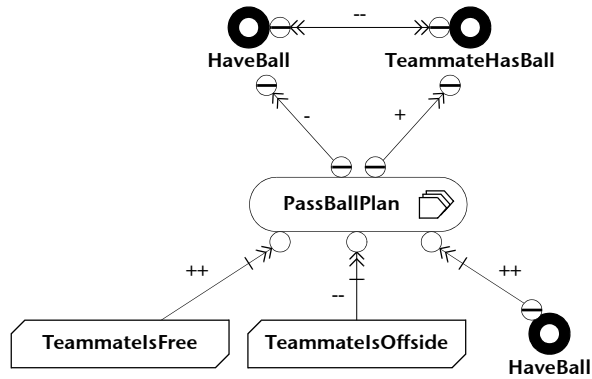 --
HaveBall
TeammateHasBall
-
+
PassBallPlan
++
--
++
TeammateIsFree
TeammateIsOffside
HaveBall